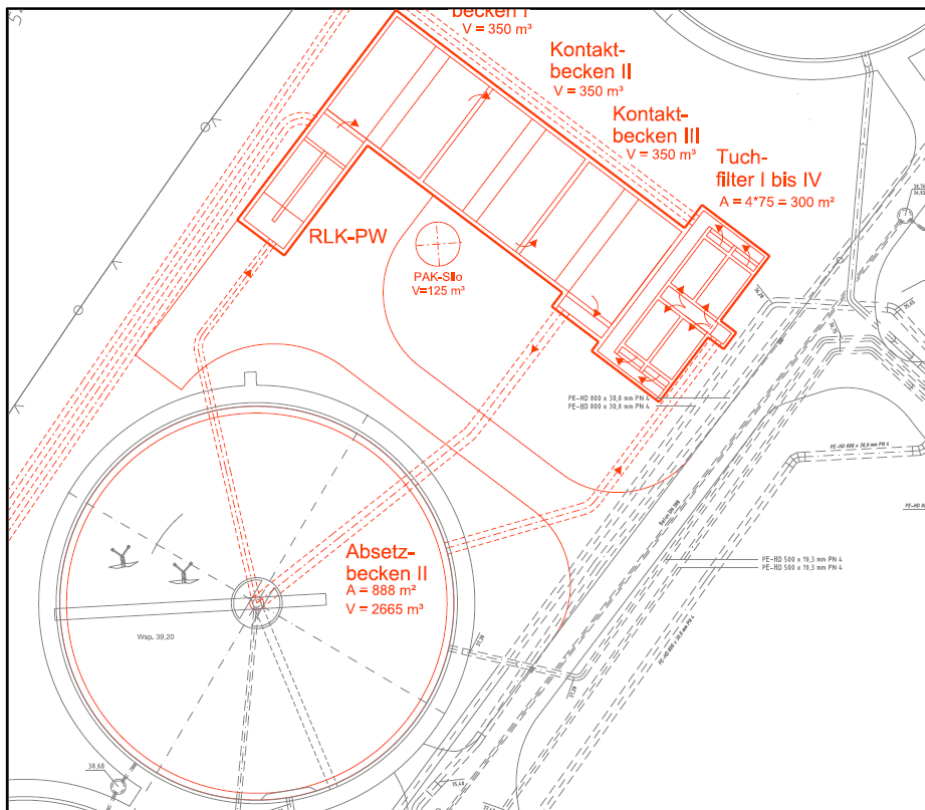 becken I
V = 350 m³
Kontakt-
becken II
V = 350 m³
Kontakt-
becken III
V = 350 m³
Tuch-
filter I bis IV
A = 4*75 = 300 m²
RLK-PW
PAK-Silo
V=125 m³
PE-HD 800 x 30,8 mm PN 4
PE-HD 800 x 30,8 mm PN 4
Absetz-
becken II
A = 888 m²
V = 2665 m³
PE-HD 500 x 19,3 mm PN 4
PE-HD 500 x 19,3 mm PN 4
Wsp. 39,20
38,60